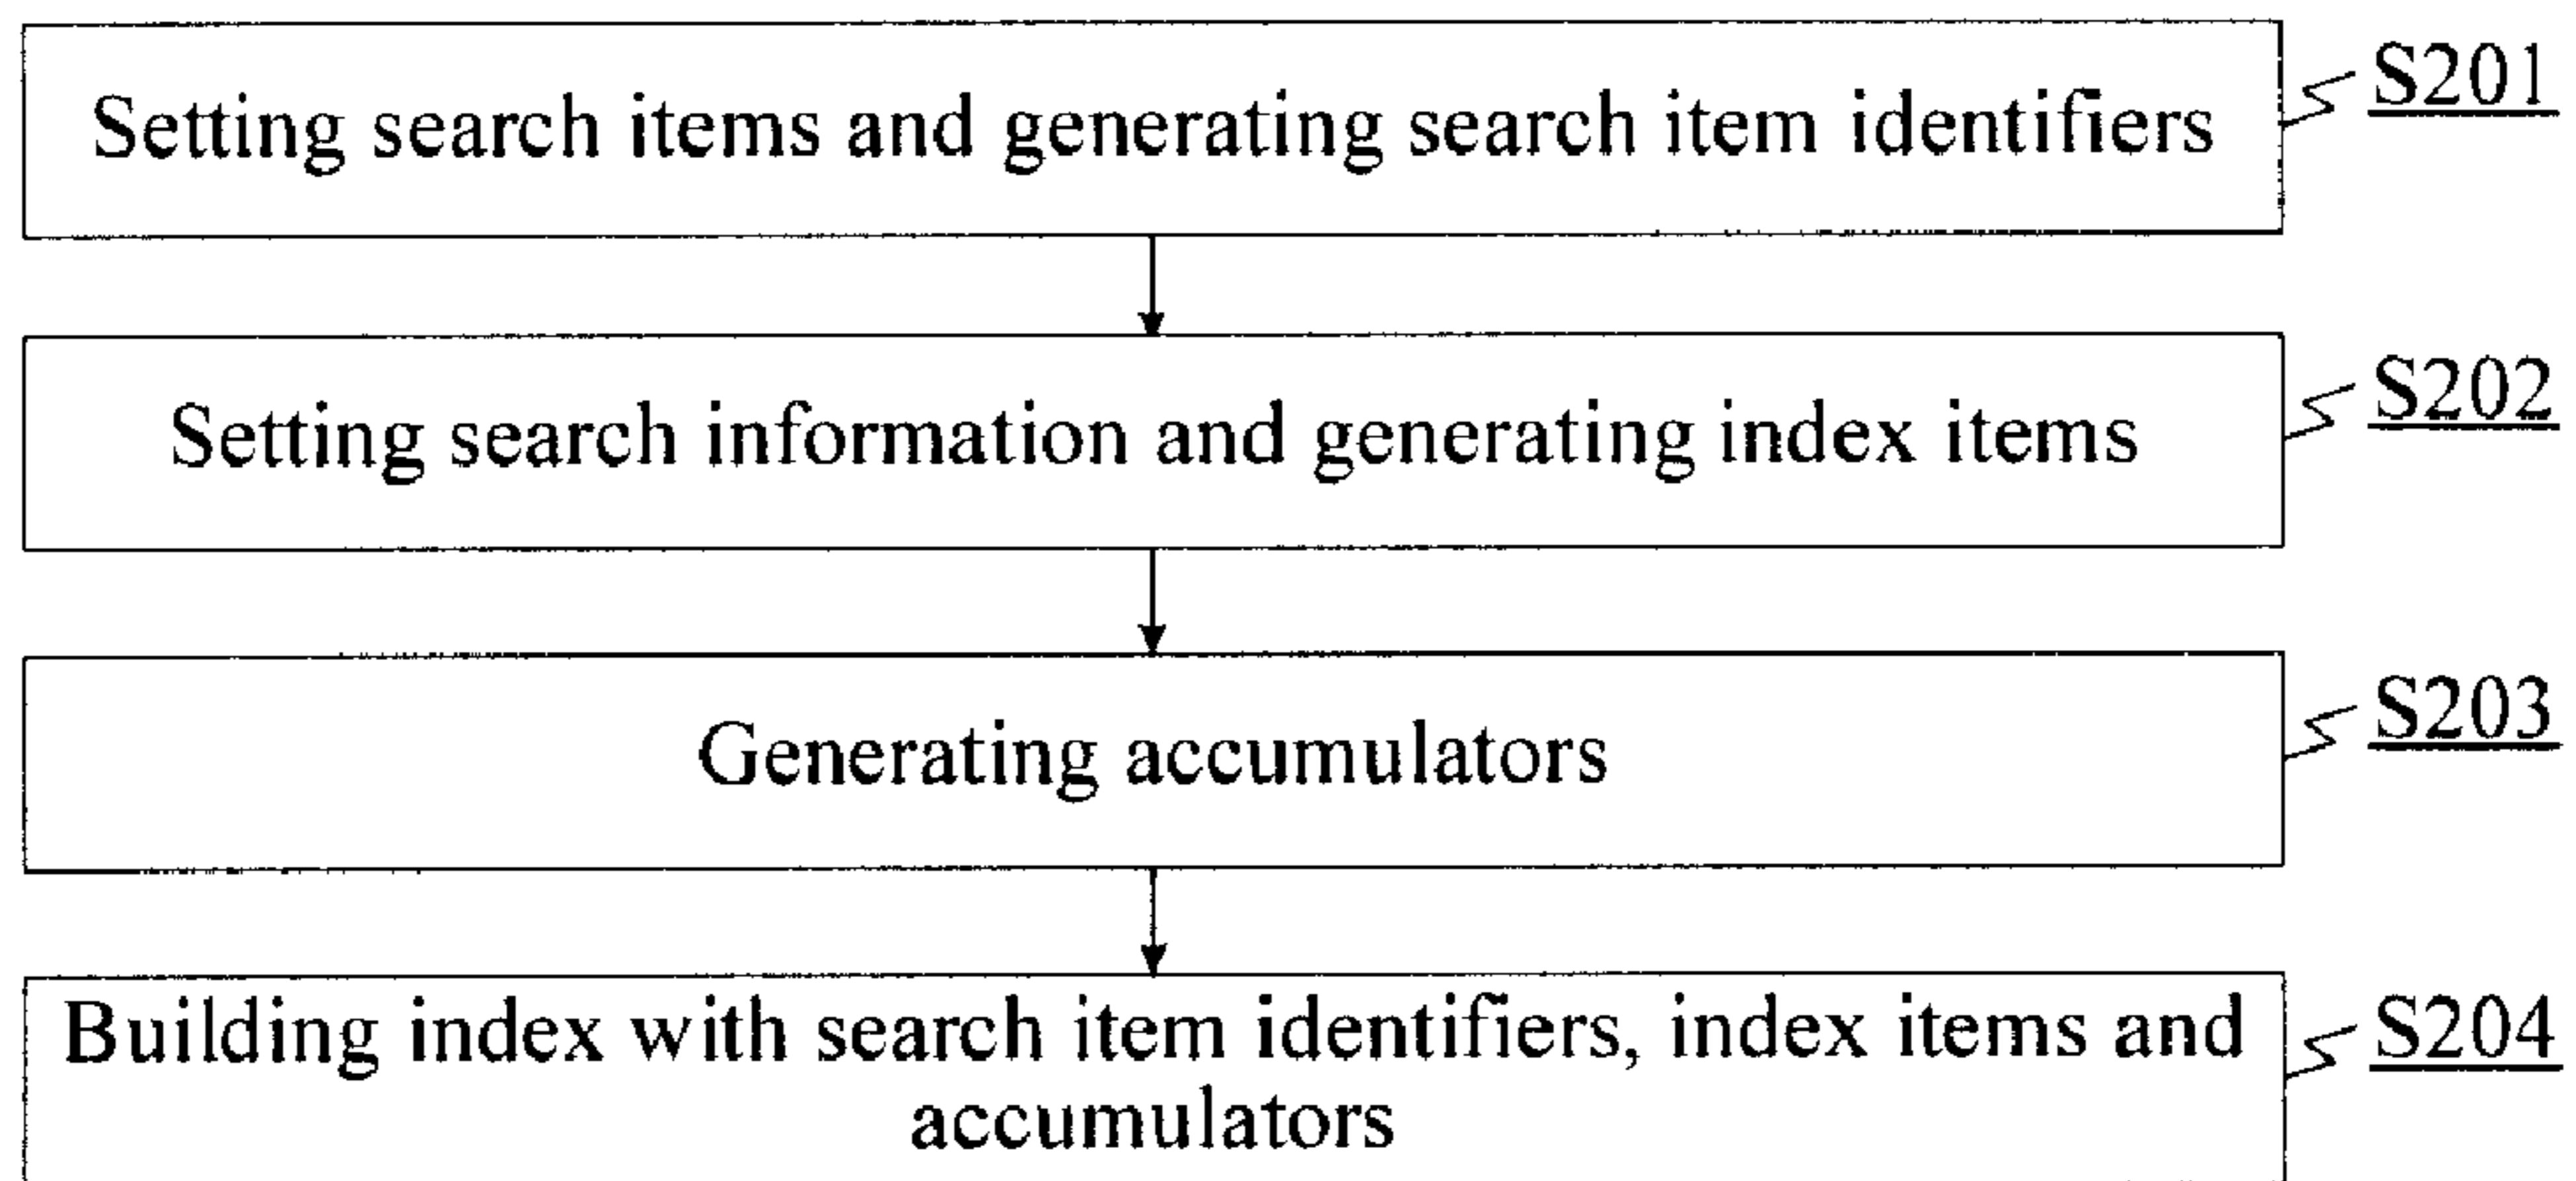 Setting search items and generating search item identifiers
S201
Setting search information and generating index items
S202
Generating accumulators
S203
Building index with search item identifiers, index items and
accumulators
S204